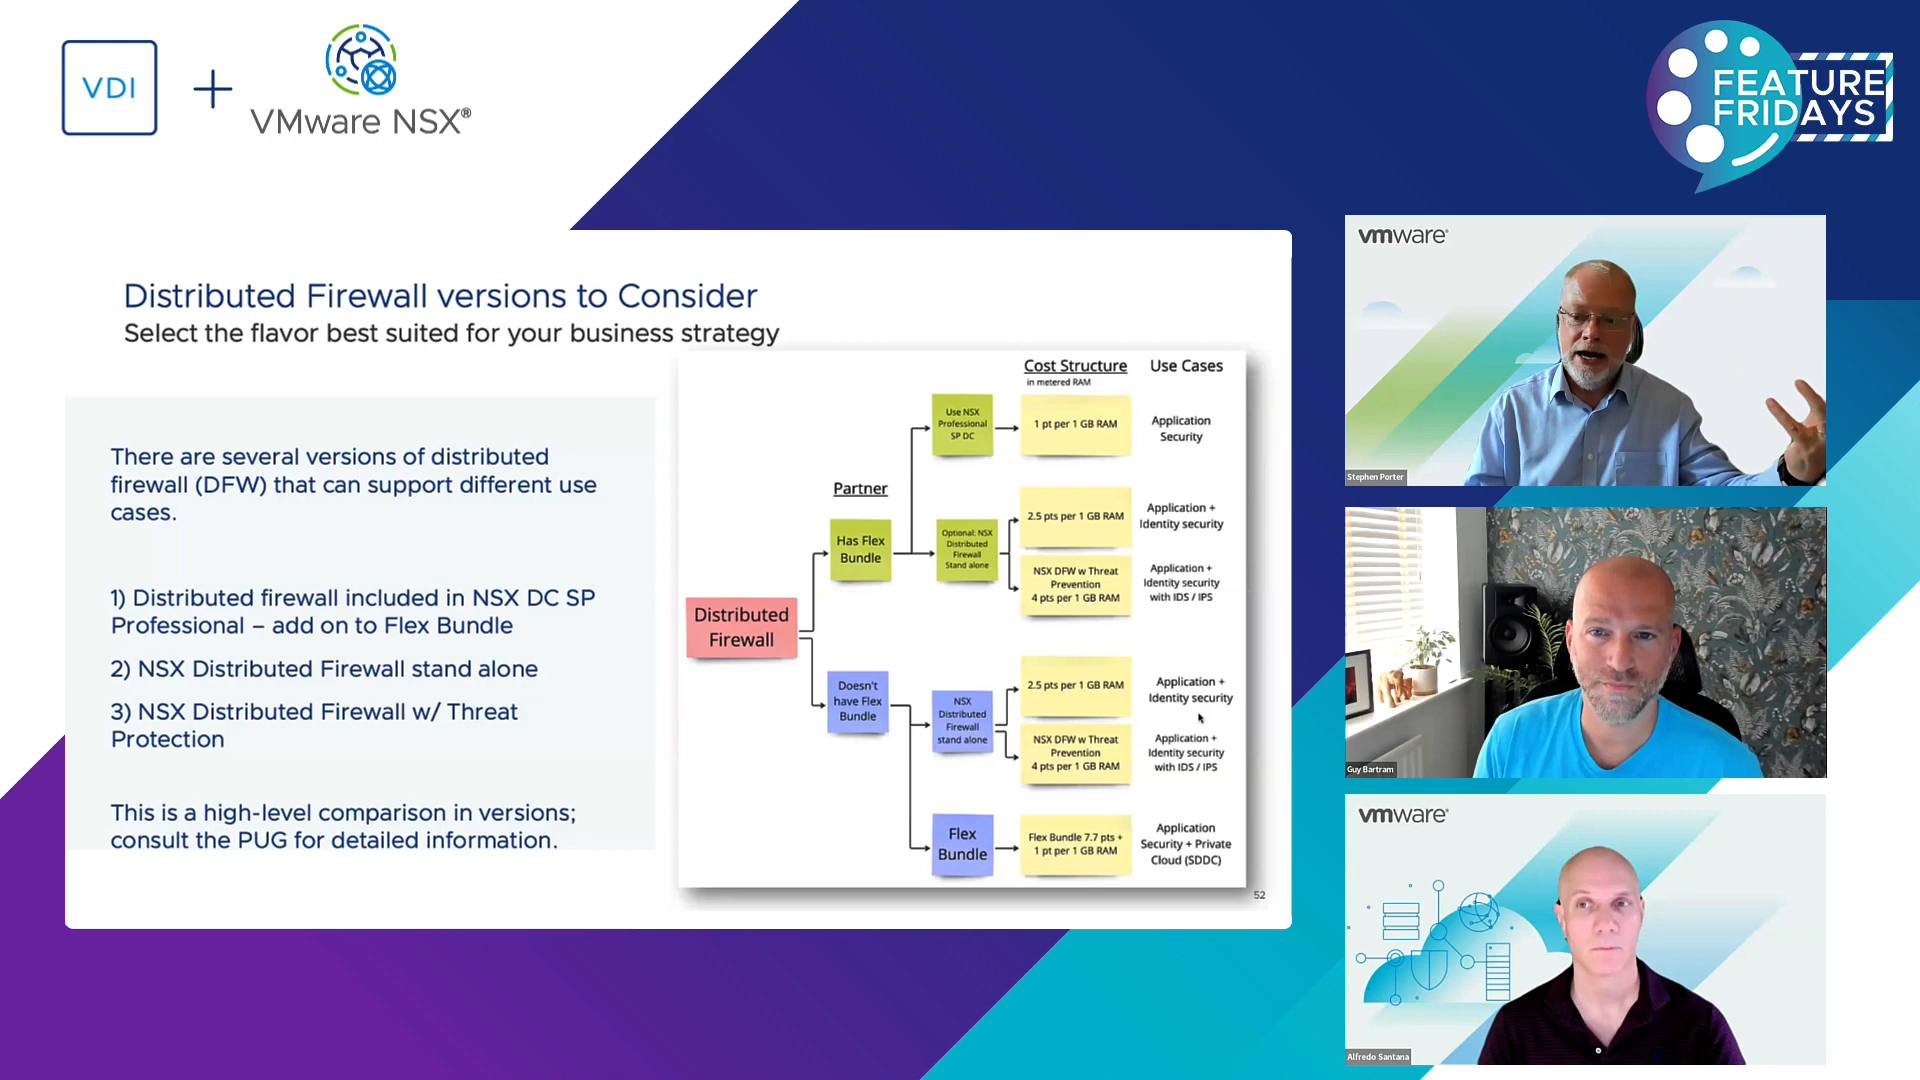 VDI
+
VMware NSX®
FEATURE
FRIDAYS
Distributed Firewall versions to Consider
Select the flavor best suited for your business strategy
There are several versions of distributed
firewall (DFW) that can support different use
cases.
1) Distributed firewall included in NSX DC SP
Professional – add on to Flex Bundle
2) NSX Distributed Firewall stand alone
3) NSX Distributed Firewall w/ Threat
Protection
This is a high-level comparison in versions;
consult the PUG for detailed information.
Cost Structure
in metered RAM
Use Cases
Partner
Distributed
Firewall
Has Flex
Bundle
Use NSX
Professional
SP DC
1 pt per 1 GB RAM
Application
Security
Optional: NSX
Distributed
Firewall
Stand alone
2.5 pts per 1 GB RAM
Application +
Identity security
NSX DFW w Threat
Prevention
4 pts per 1 GB RAM
Application +
Identity security
with IDS / IPS
Doesn't
have Flex
Bundle
NSX
Distributed
Firewall
stand alone
2.5 pts per 1 GB RAM
Application +
Identity security
NSX DFW w Threat
Prevention
4 pts per 1 GB RAM
Application +
Identity security
with IDS / IPS
Flex
Bundle
Flex Bundle 7.7 pts +
1 pt per 1 GB RAM
Application
Security + Private
Cloud (SDDC)
52
vmware®
Stephen Porter
Guy Bartram
vmware®
Alfredo Santana